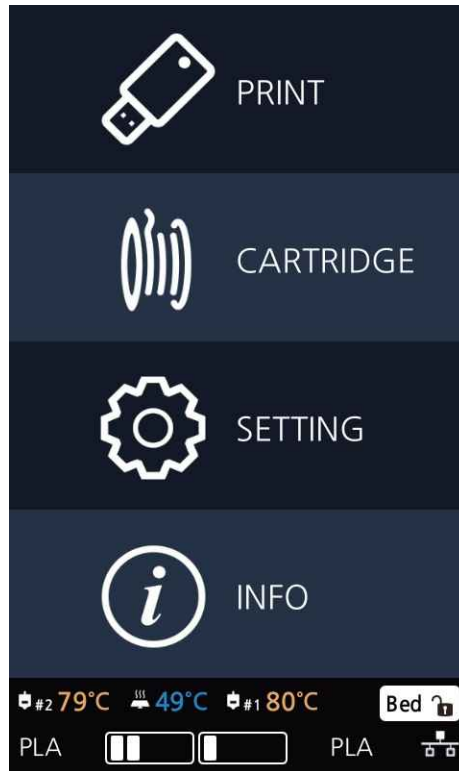 PRINT
CARTRIDGE
SETTING
i INFO
#2 79°C 49°C #1 80°C Bed
PLA PLA